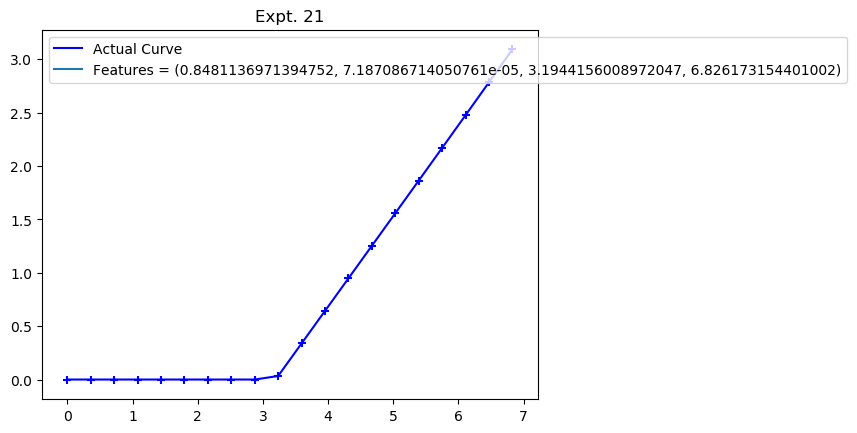 Expt. 21
Actual Curve
Features = (0.8481136971394752, 7.187086714050761e-05, 3.1944156008972047, 6.826173154401002)
3.0
2.5
2.0
1.5
1.0
0.5
0.0
0 1 2 3 4 5 6 7